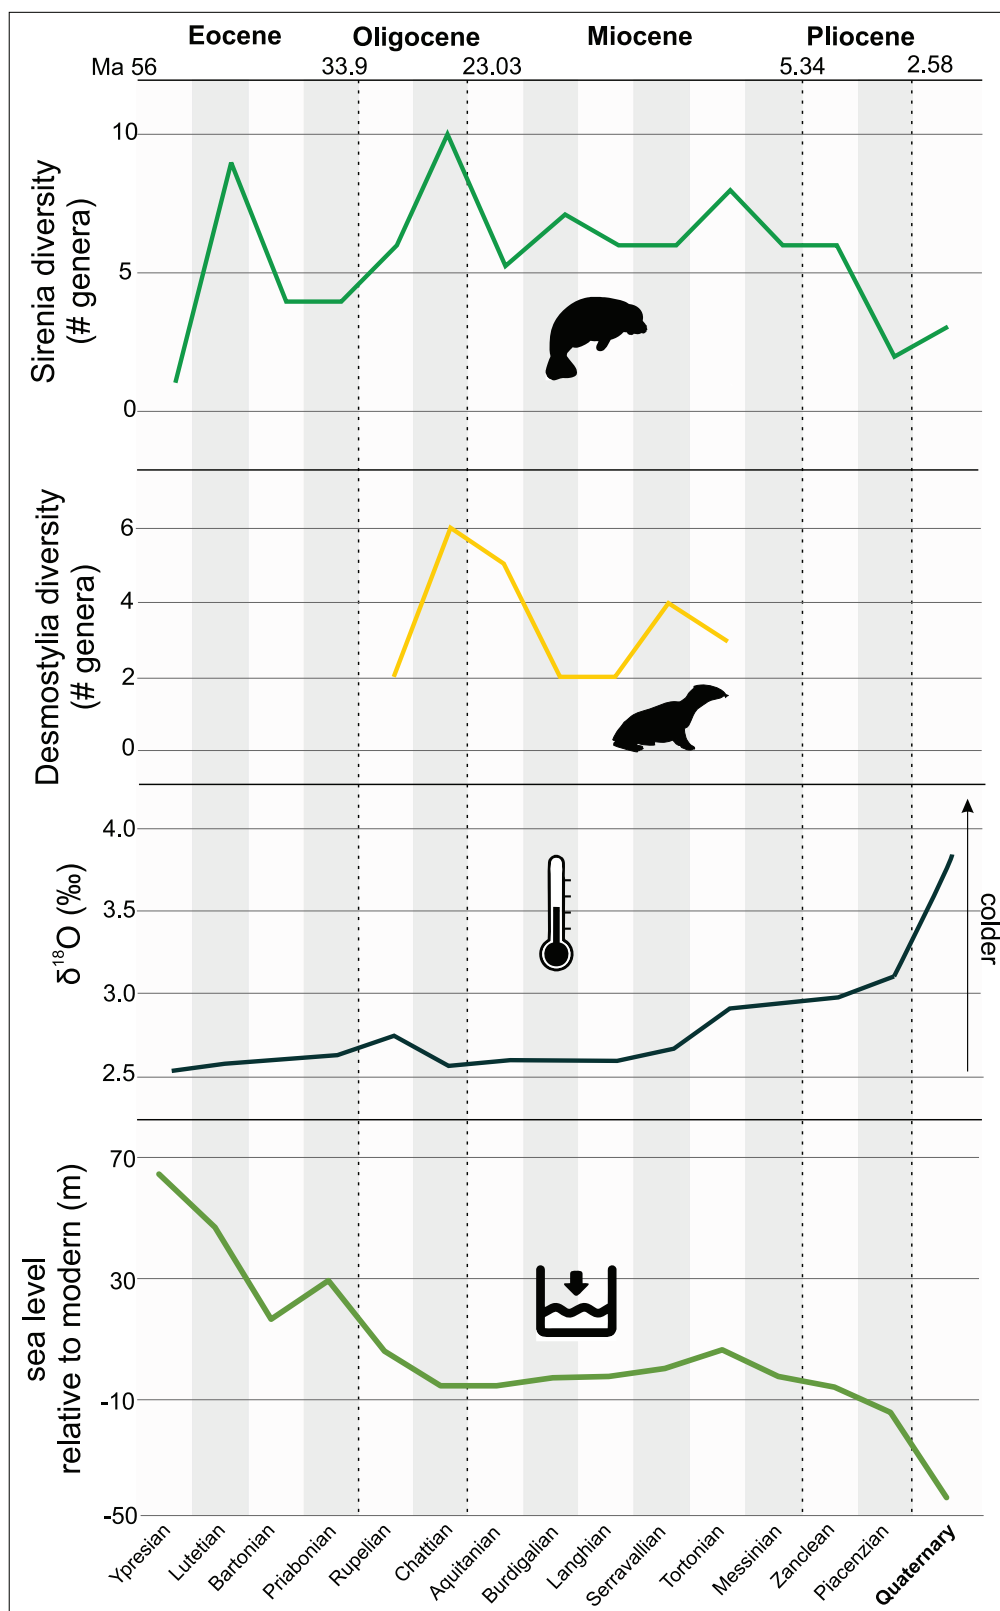 Eocene Oligocene Miocene Pliocene
Ma 56 33.9 23.03 5.34 2.58
Sirenia diversity
(# genera)
10
5
0
Desmostylia diversity
(# genera)
6
4
2
0
δ¹⁸O (‰)
4.0
3.5
3.0
2.5
colder
sea level
relative to modern (m)
70
30
-10
-50
Ypresian
Lutetian
Bartonian
Priabonian
Rupelian
Chattian
Aquitanian
Burdigalian
Langhian
Serravallian
Tortonian
Messinian
Zanclean
Piacenzian
Quaternary